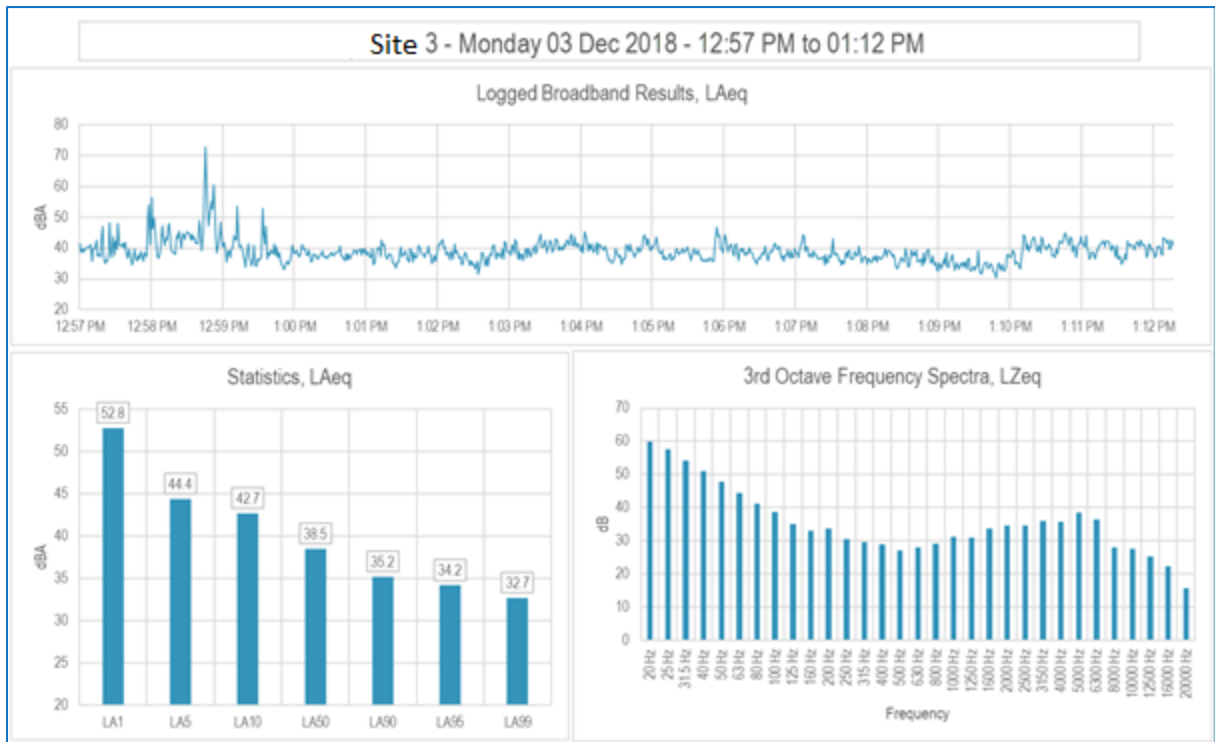 Site 3 - Monday 03 Dec 2018 - 12:57 PM to 01:12 PM
Logged Broadband Results, LAeq
80
70
60
50
40
30
20
dBA
12:57 PM 12:58 PM 12:59 PM 1:00 PM 1:01 PM 1:02 PM 1:03 PM 1:04 PM 1:05 PM 1:06 PM 1:07 PM 1:08 PM 1:09 PM 1:10 PM 1:11 PM 1:12 PM
Statistics, LAeq
55
50
45
40
35
30
25
20
dBA
52.8
44.4
42.7
38.5
35.2
34.2
32.7
LA1 LA5 LA10 LA50 LA90 LA95 LA99
3rd Octave Frequency Spectra, LZeq
70
60
50
40
30
20
10
0
dB
20 Hz
25 Hz
31.5 Hz
40 Hz
50 Hz
63 Hz
80 Hz
100 Hz
125 Hz
160 Hz
200 Hz
250 Hz
315 Hz
400 Hz
500 Hz
630 Hz
800 Hz
1000 Hz
1250 Hz
1600 Hz
2000 Hz
2500 Hz
3150 Hz
4000 Hz
5000 Hz
6300 Hz
8000 Hz
10000 Hz
12500 Hz
16000 Hz
20000 Hz
Frequency